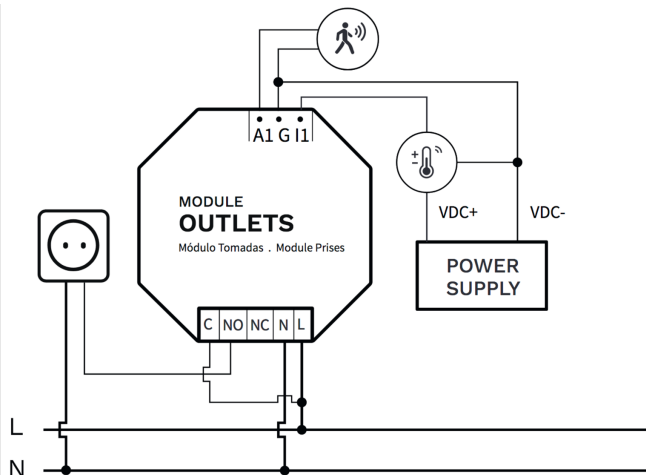 A1 G I1
+
-
MODULE
OUTLETS
Módulo Tomadas . Module Prises
VDC+ VDC-
POWER
SUPPLY
C NO NC N L
L
N